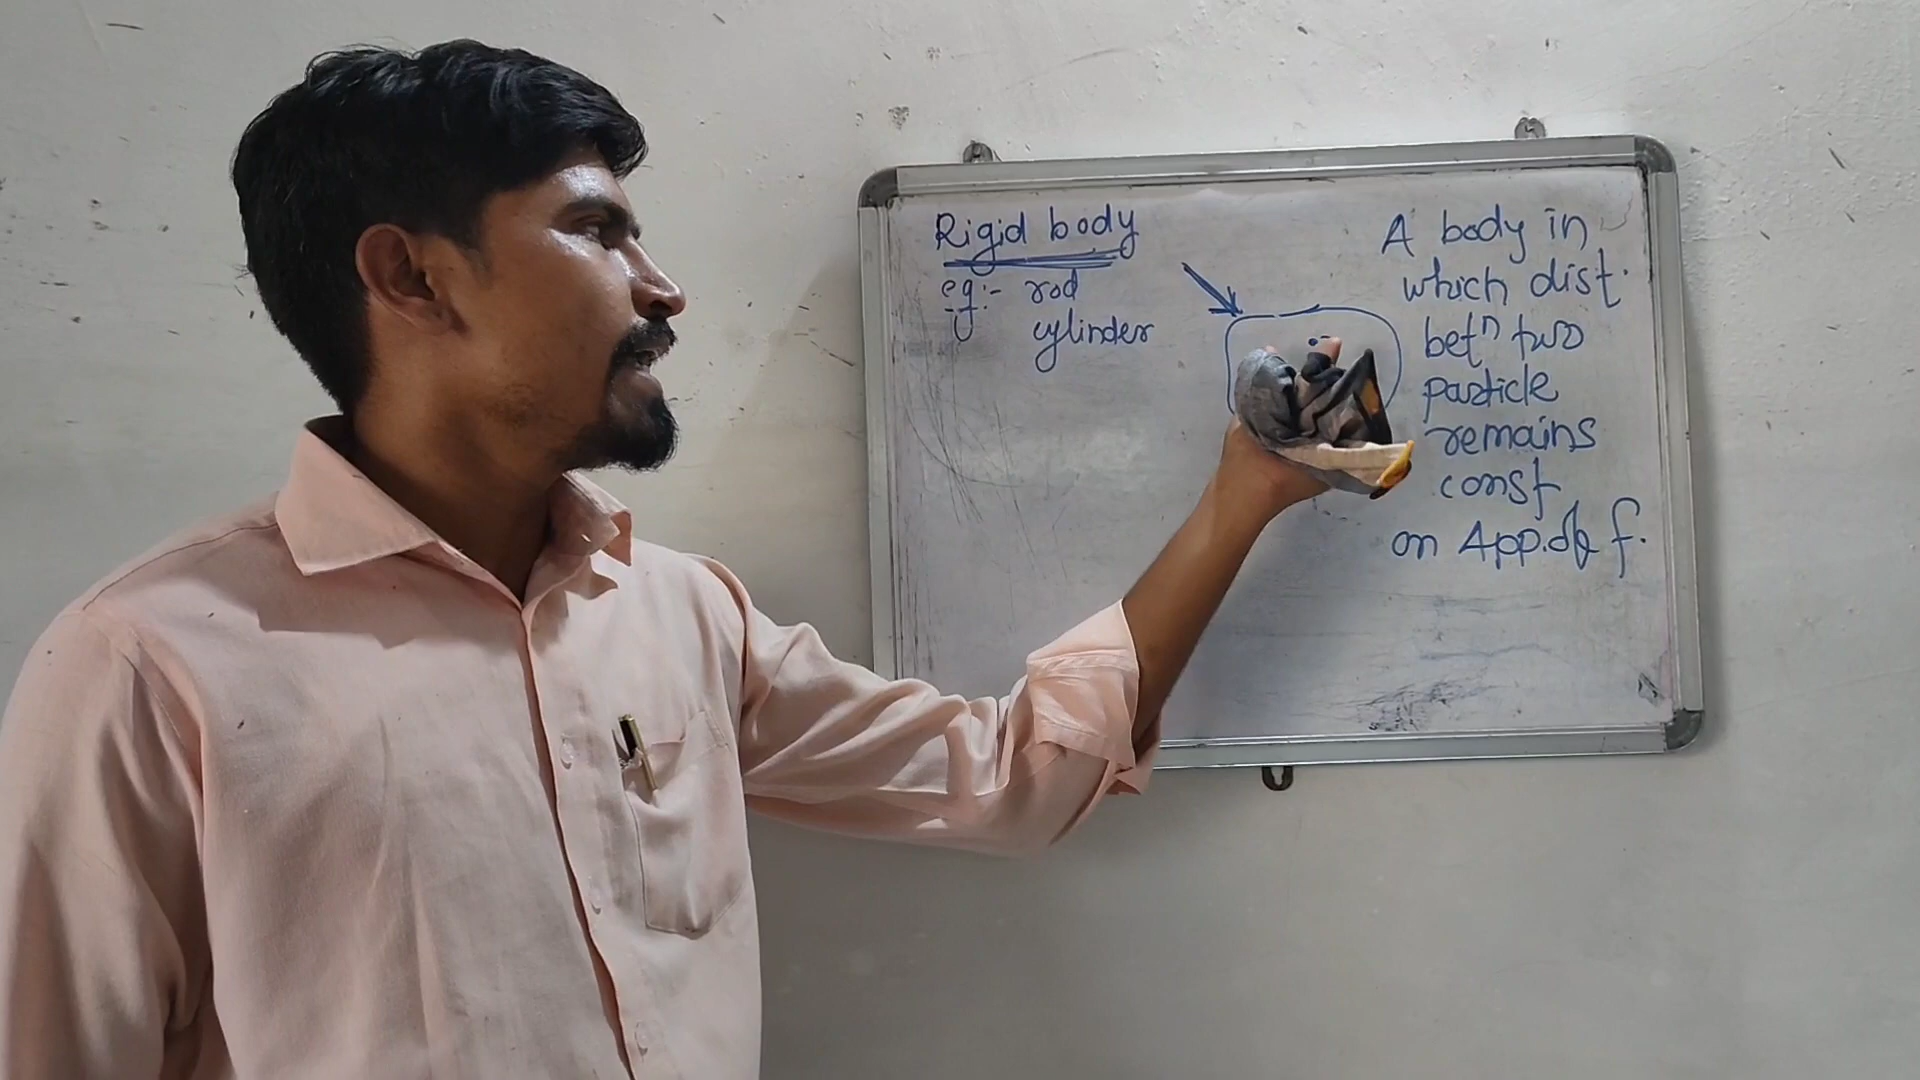 Rigid body
eg:- rod
cylinder
A body in
which dist.
betⁿ two
particle
remains
const
on App. of f.